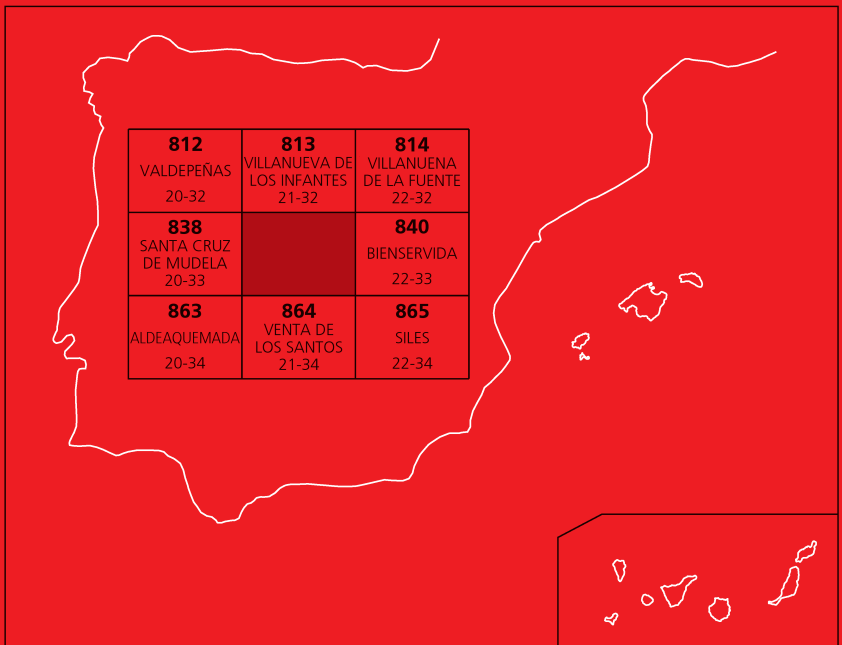 812
VALDEPEÑAS
20-32
813
VILLANUEVA DE
LOS INFANTES
21-32
814
VILLANUENA
DE LA FUENTE
22-32
838
SANTA CRUZ
DE MUDELA
20-33
840
BIENSERVIDA
22-33
863
ALDEAQUEMADA
20-34
864
VENTA DE
LOS SANTOS
21-34
865
SILES
22-34